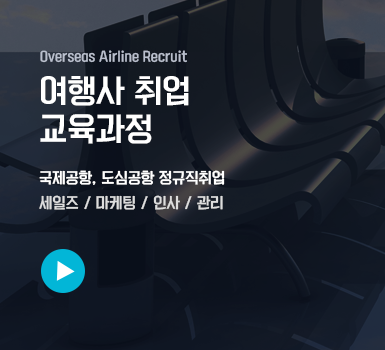 Overseas Airline Recruit
여행사 취업
교육과정
국제공항, 도심공항 정규직취업
세일즈 / 마케팅 / 인사 / 관리